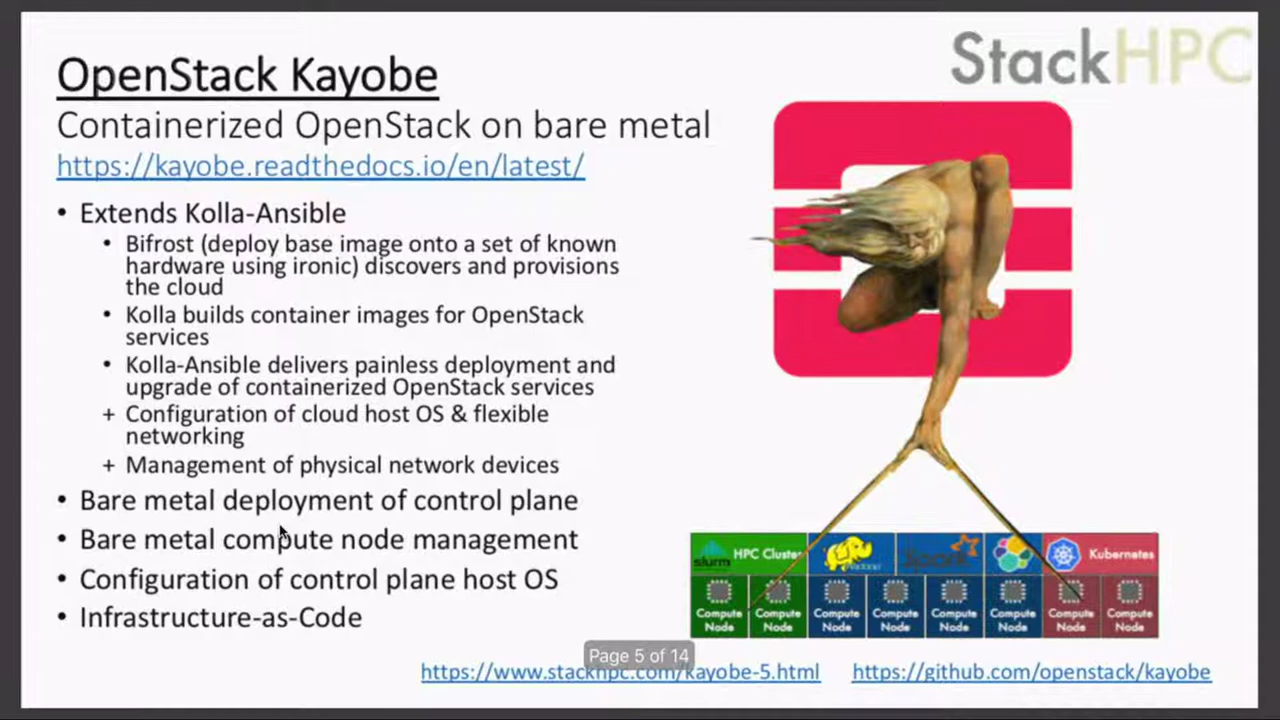 StackHPC
OpenStack Kayobe
Containerized OpenStack on bare metal
https://kayobe.readthedocs.io/en/latest/
• Extends Kolla-Ansible
• Bifrost (deploy base image onto a set of known
hardware using ironic) discovers and provisions
the cloud
• Kolla builds container images for OpenStack
services
• Kolla-Ansible delivers painless deployment and
upgrade of containerized OpenStack services
+ Configuration of cloud host OS & flexible
networking
+ Management of physical network devices
• Bare metal deployment of control plane
• Bare metal compute node management
• Configuration of control plane host OS
• Infrastructure-as-Code
slurm HPC Cluster hadoop Spark Kubernetes
Compute Compute Compute Compute Compute Compute Compute Compute
Node Node Node Node Node Node Node Node
Page 5 of 14
https://www.stackhpc.com/kayobe-5.html https://github.com/openstack/kayobe